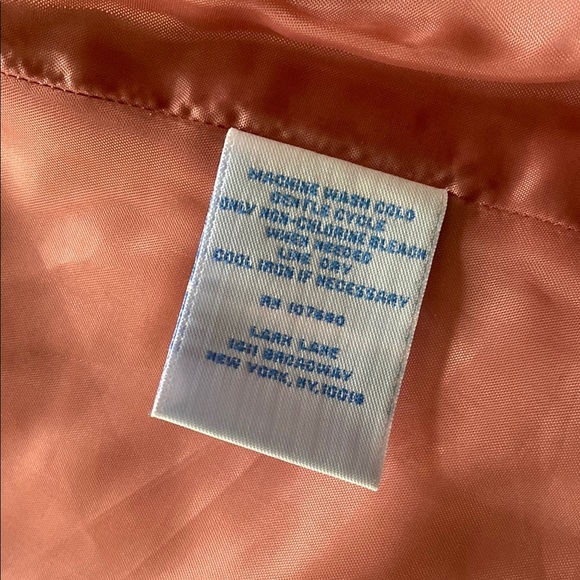 MACHINE WASH COLD
GENTLE CYCLE
ONLY NON-CHLORINE BLEACH
WHEN NEEDED
LINE DRY
COOL IRON IF NECESSARY
RN 107680
LARK LANE
1411 BROADWAY
NEW YORK, NY.10018